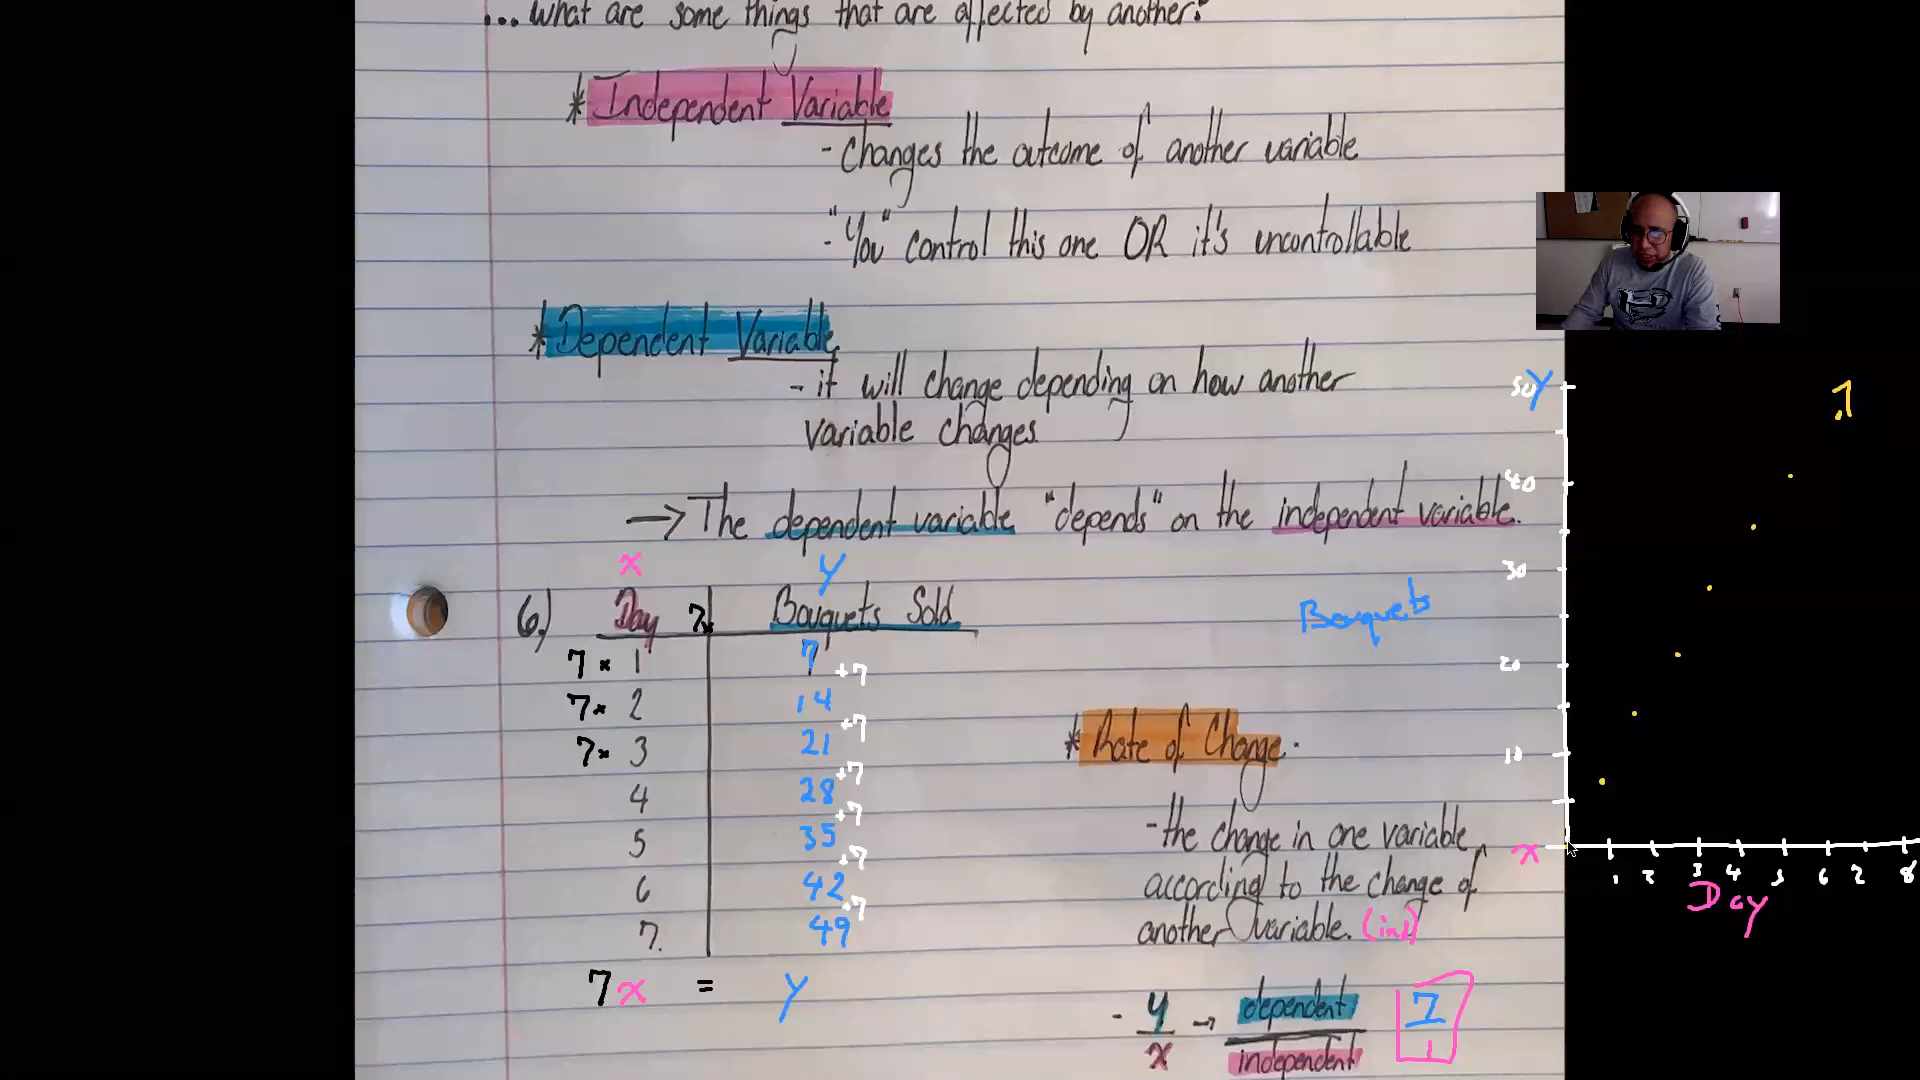 ...what are some things that are affected by another?
* Independent Variable
- Changes the outcome of another variable
- "You" control this one OR it's uncontrollable
* Dependent Variable
- it will change depending on how another
variable changes.
→ The dependent variable "depends" on the independent variable.
x y
6.) Day 7x Bouquets Sold
7 × 1 7
+7
7 × 2 14
+7
7 × 3 21
+7
4 28
+7
5 35
+7
6 42
+7
7. 49
7x = y
* Rate of Change.
- the change in one variable
according to the change of
another variable. (ind)
- y/x → dependent/independent 7/1
y
50
40
30
Bouquets
20
10
x
1 2 3 4 5 6 7 8
Day